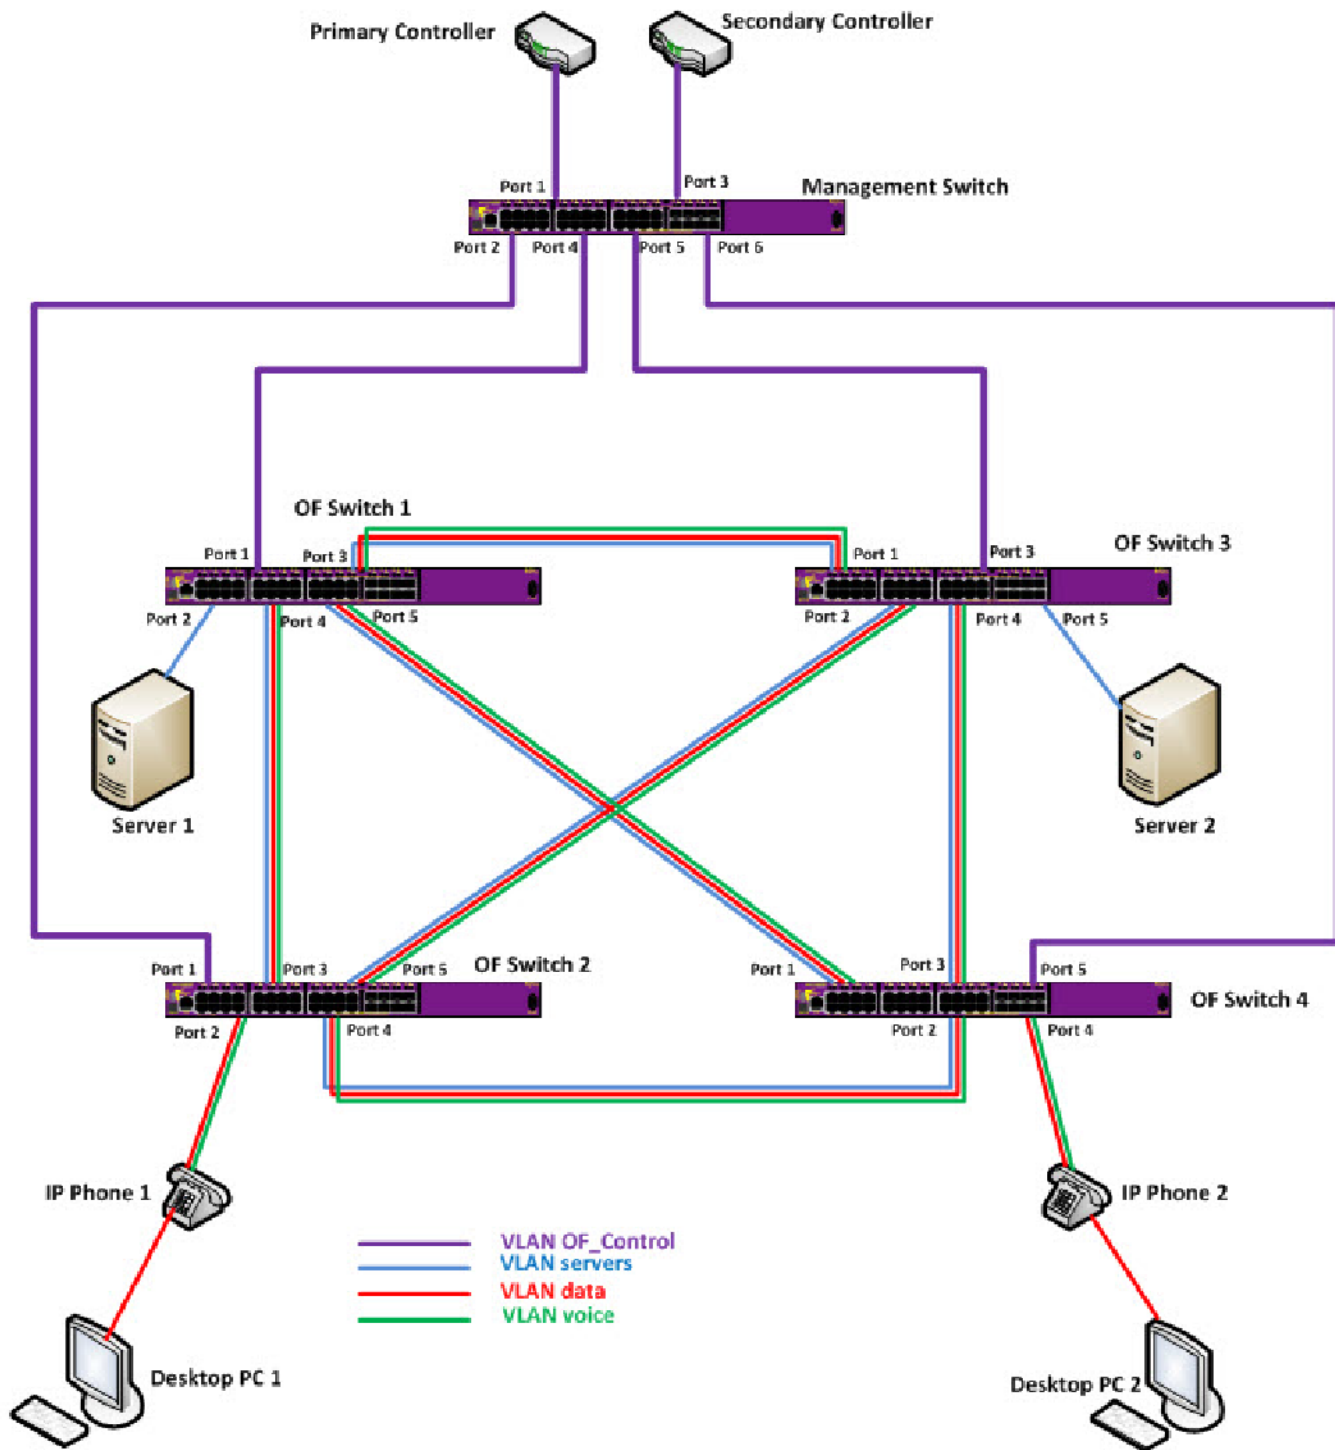 Primary Controller
Secondary Controller
Port 1
Port 3
Management Switch
Port 2
Port 4
Port 5
Port 6
OF Switch 1
Port 1
Port 3
Port 1
Port 3
OF Switch 3
Port 2
Port 4
Port 5
Port 2
Port 4
Port 5
Server 1
Server 2
Port 1
Port 3
Port 5
OF Switch 2
Port 1
Port 3
Port 5
OF Switch 4
Port 2
Port 4
Port 2
Port 4
IP Phone 1
IP Phone 2
VLAN OF_Control
VLAN servers
VLAN data
VLAN voice
Desktop PC 1
Desktop PC 2